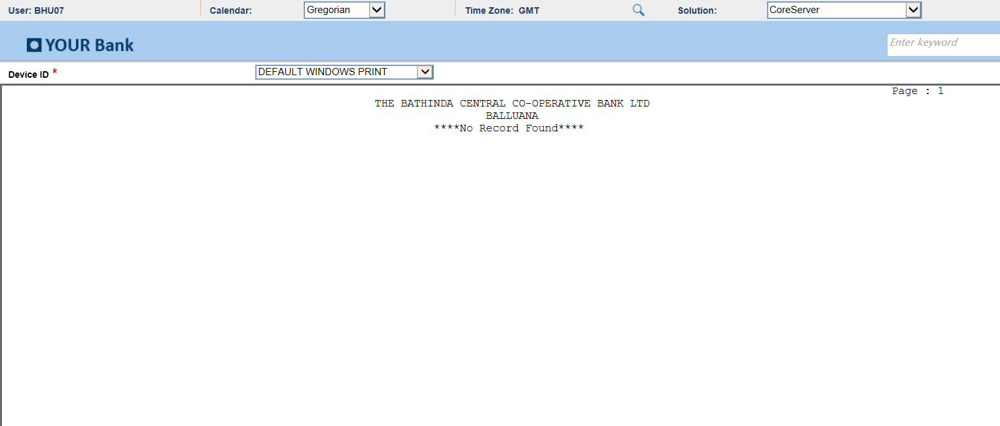 User: BHU07 Calendar: Gregorian Time Zone: GMT Solution: CoreServer
YOUR Bank Enter keyword
Device ID * DEFAULT WINDOWS PRINT
Page : 1
THE BATHINDA CENTRAL CO-OPERATIVE BANK LTD
BALLUANA
****No Record Found****